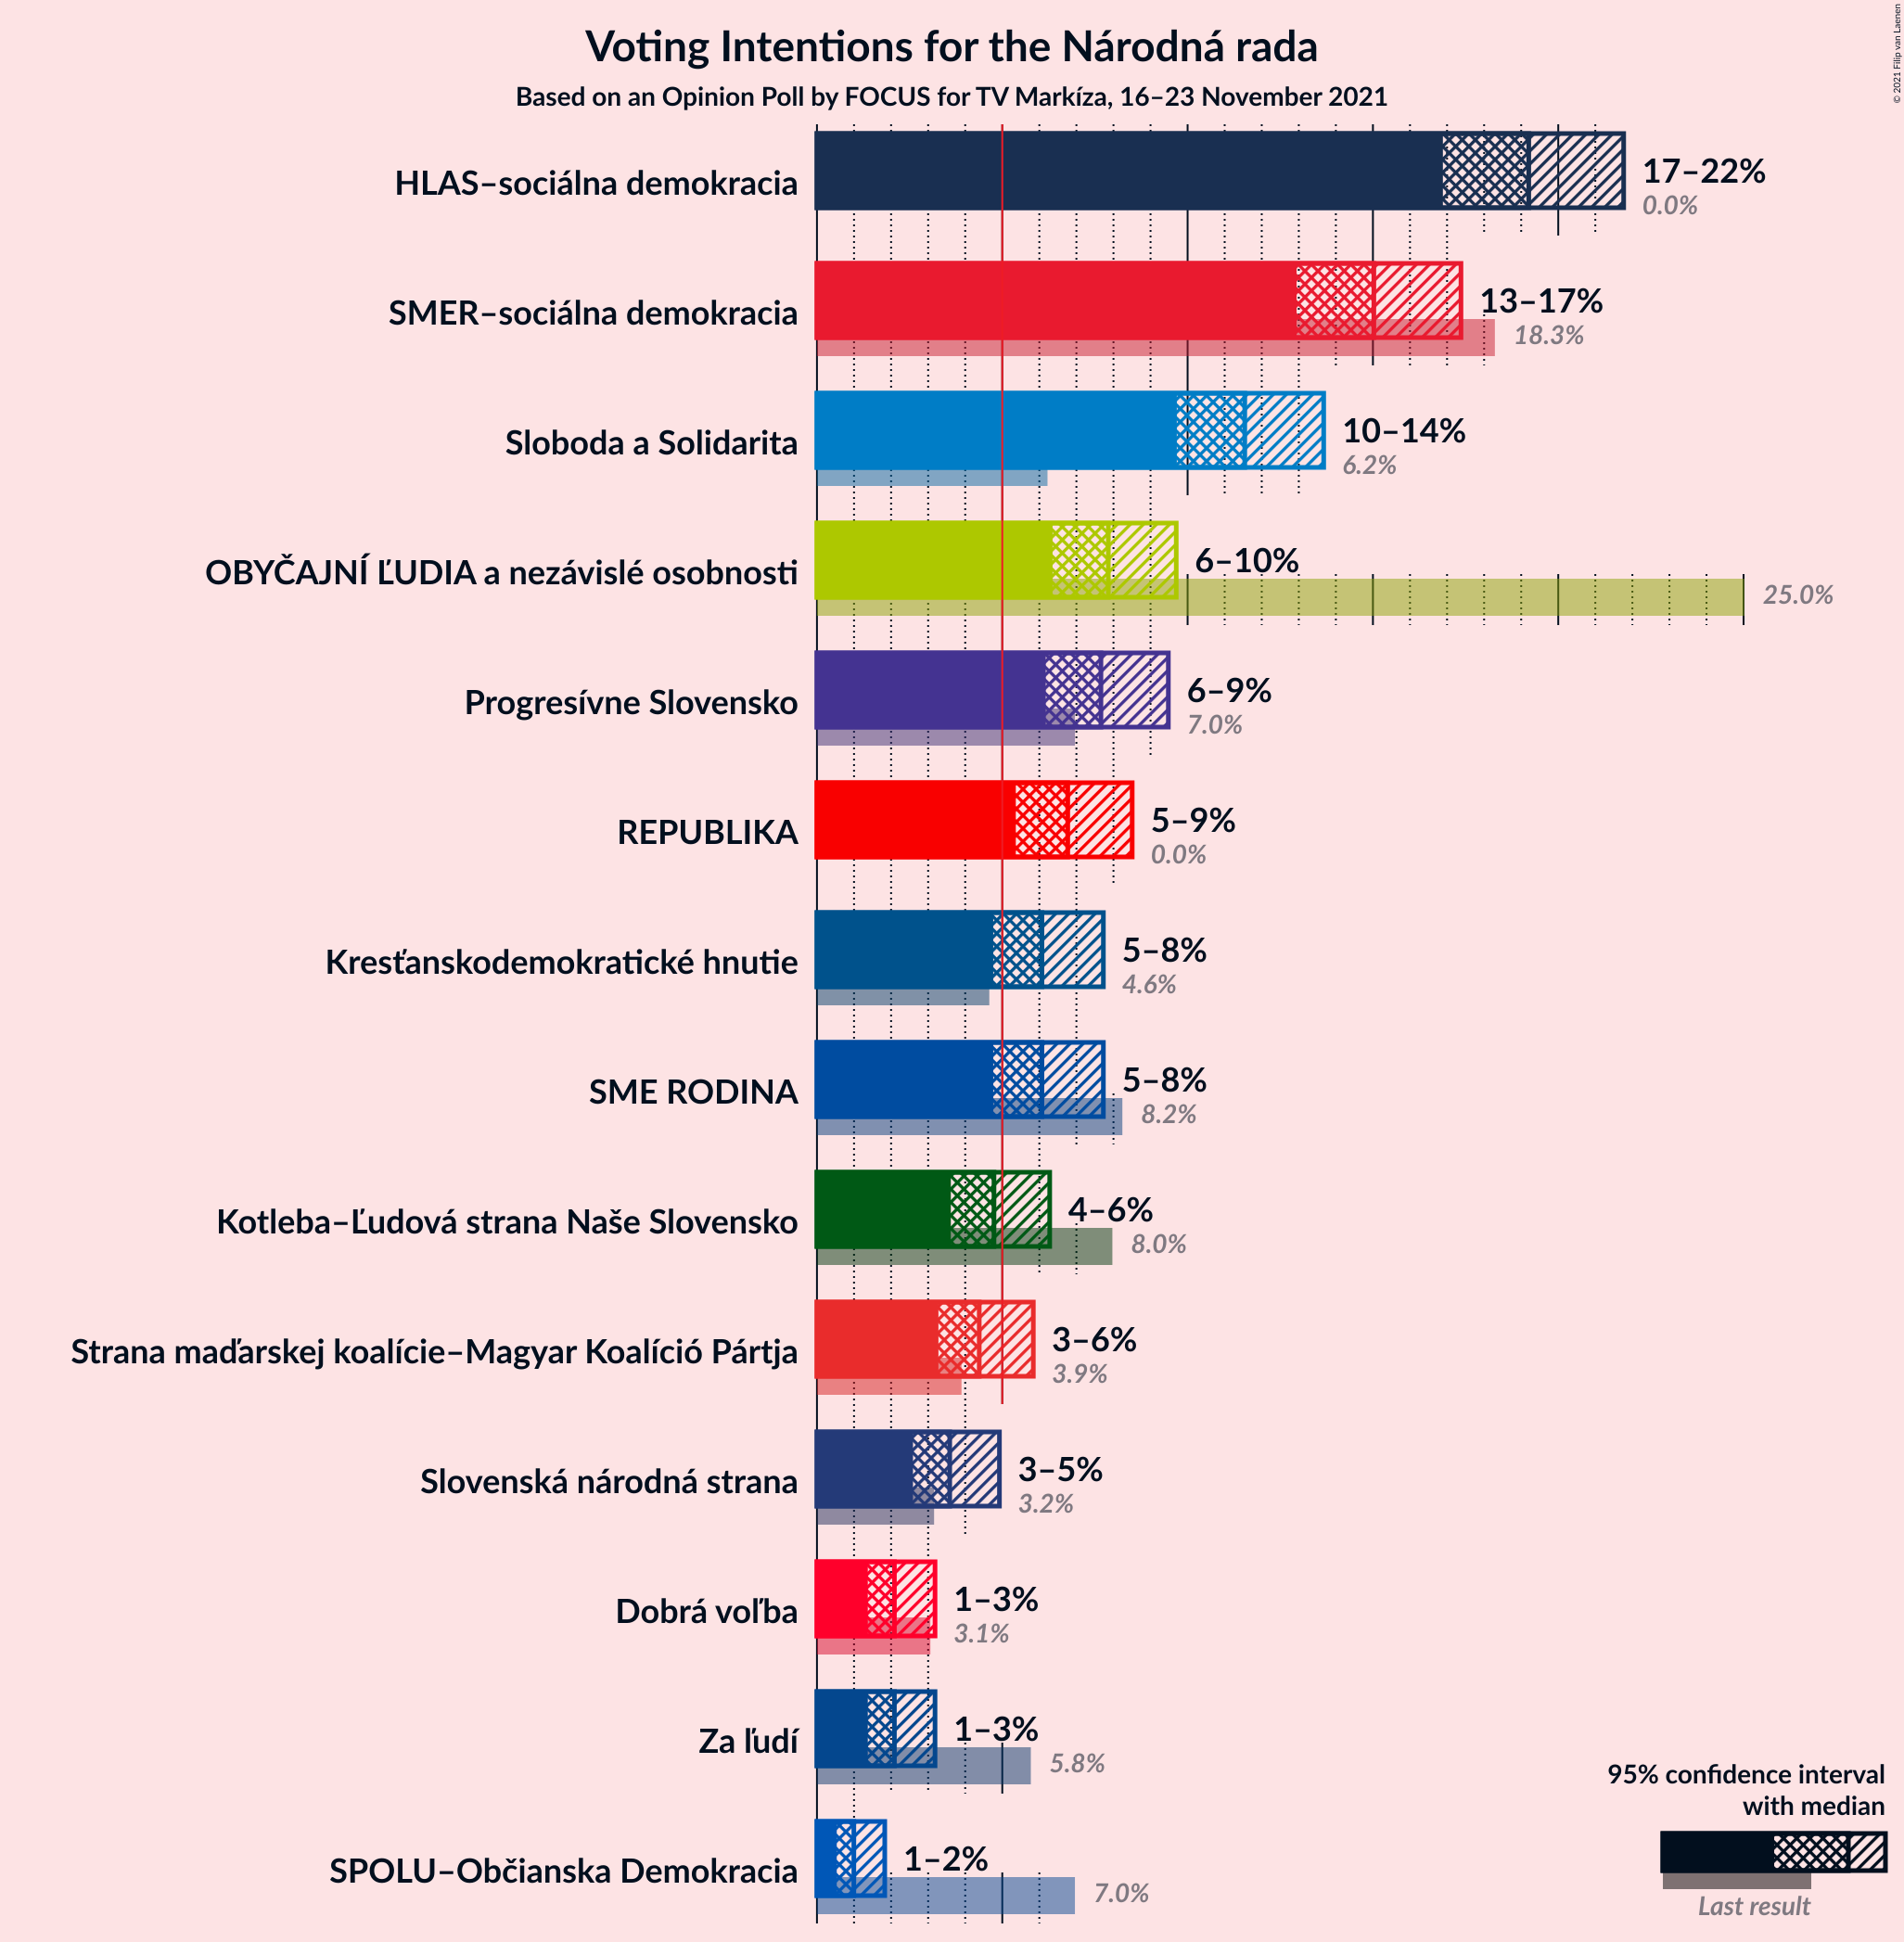 Voting Intentions for the Národná rada
Based on an Opinion Poll by FOCUS for TV Markíza, 16–23 November 2021
© 2021 Filip van Laenen
HLAS–sociálna demokracia
17–22%
0.0%
SMER–sociálna demokracia
13–17%
18.3%
Sloboda a Solidarita
10–14%
6.2%
OBYČAJNÍ ĽUDIA a nezávislé osobnosti
6–10%
25.0%
Progresívne Slovensko
6–9%
7.0%
REPUBLIKA
5–9%
0.0%
Kresťanskodemokratické hnutie
5–8%
4.6%
SME RODINA
5–8%
8.2%
Kotleba–Ľudová strana Naše Slovensko
4–6%
8.0%
Strana maďarskej koalície–Magyar Koalíció Pártja
3–6%
3.9%
Slovenská národná strana
3–5%
3.2%
Dobrá voľba
1–3%
3.1%
Za ľudí
1–3%
5.8%
SPOLU–Občianska Demokracia
1–2%
7.0%
95% confidence interval
with median
Last result